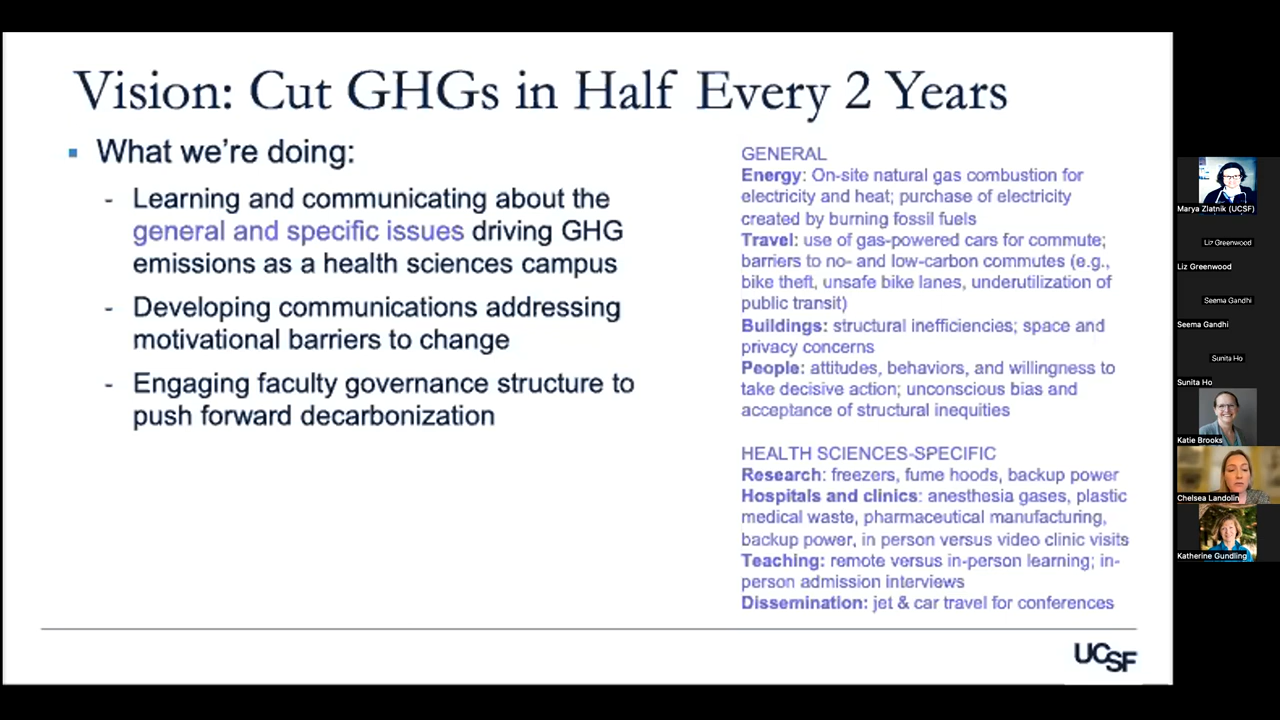 Vision: Cut GHGs in Half Every 2 Years
What we're doing:
- Learning and communicating about the
general and specific issues driving GHG
emissions as a health sciences campus
- Developing communications addressing
motivational barriers to change
- Engaging faculty governance structure to
push forward decarbonization
GENERAL
Energy: On-site natural gas combustion for
electricity and heat; purchase of electricity
created by burning fossil fuels
Travel: use of gas-powered cars for commute;
barriers to no- and low-carbon commutes (e.g.,
bike theft, unsafe bike lanes, underutilization of
public transit)
Buildings: structural inefficiencies; space and
privacy concerns
People: attitudes, behaviors, and willingness to
take decisive action; unconscious bias and
acceptance of structural inequities
HEALTH SCIENCES-SPECIFIC
Research: freezers, fume hoods, backup power
Hospitals and clinics: anesthesia gases, plastic
medical waste, pharmaceutical manufacturing,
backup power, in person versus video clinic visits
Teaching: remote versus in-person learning; in-
person admission interviews
Dissemination: jet & car travel for conferences
UCSF
Marya Zlatnik (UCSF)
Liz Greenwood
Liz Greenwood
Seema Gandhi
Seema Gandhi
Sunita Ho
Sunita Ho
Katie Brooks
Chelsea Landolin
Katherine Gundling